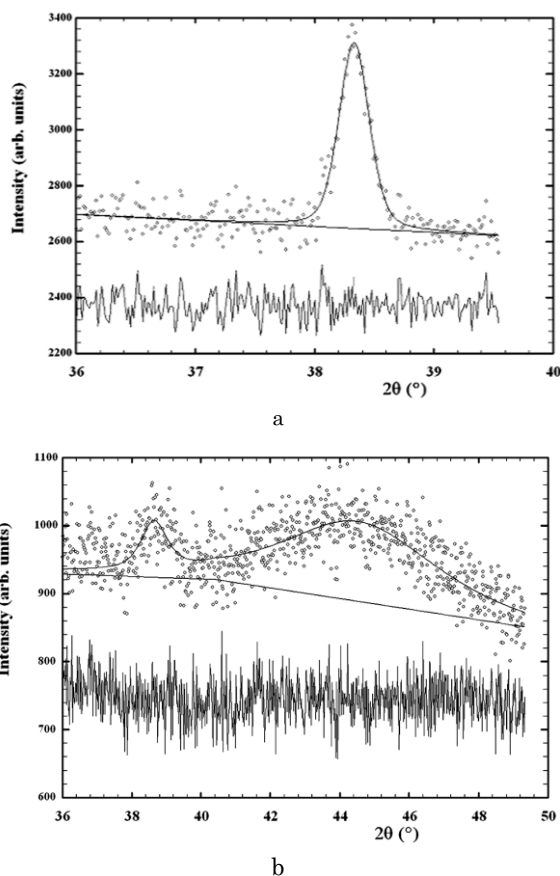 3400
3200
3000
2800
2600
2400
2200
Intensity (arb. units)
36 37 38 39 40
2θ (°)
a
1100
1000
900
800
700
600
Intensity (arb. units)
36 38 40 42 44 46 48 50
2θ (°)
b